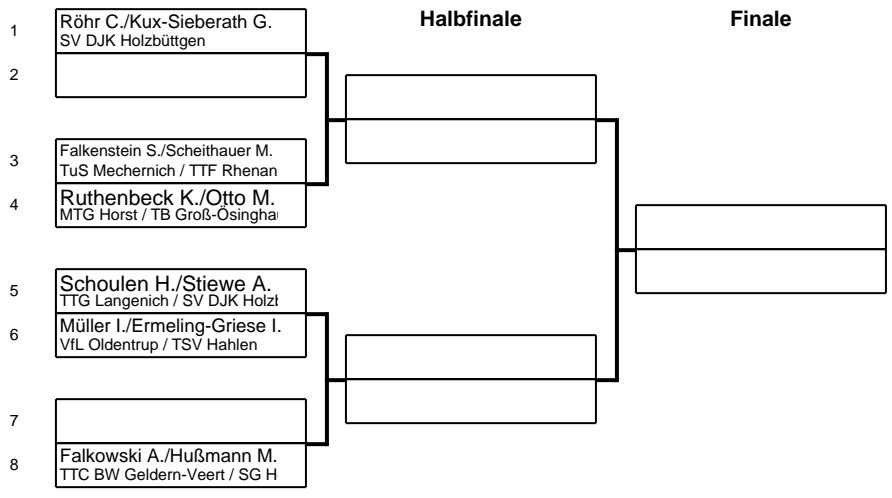 Halbfinale
Finale
1
Röhr C./Kux-Sieberath G.
SV DJK Holzbüttgen
2
3
Falkenstein S./Scheithauer M.
TuS Mechernich / TTF Rhenan
4
Ruthenbeck K./Otto M.
MTG Horst / TB Groß-Ösingha
5
Schoulen H./Stiewe A.
TTG Langenich / SV DJK Holz
6
Müller I./Ermeling-Griese I.
VfL Oldentrup / TSV Hahlen
7
8
Falkowski A./Hußmann M.
TTC BW Geldern-Veert / SG H